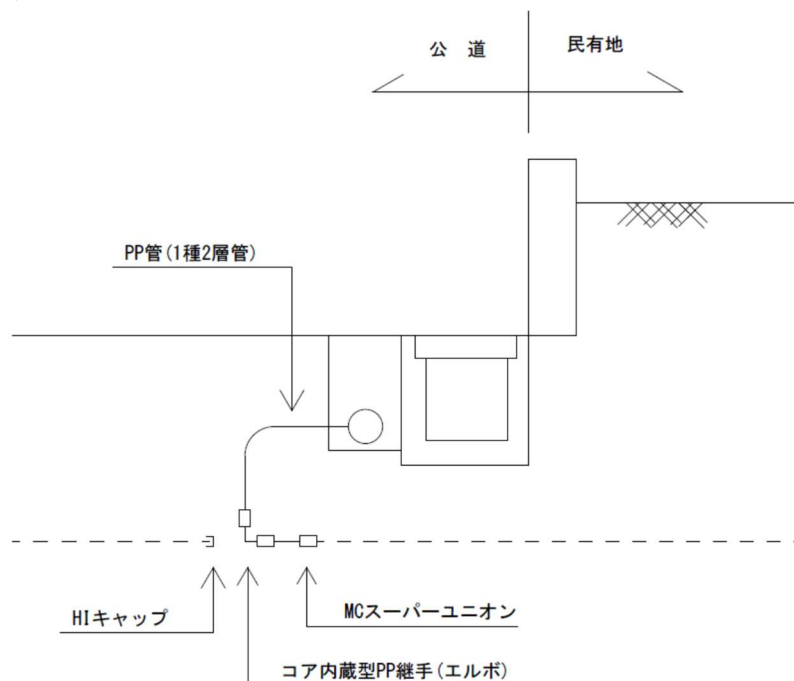 公 道
民有地
PP管(1種2層管)
HIキャップ
MCスーパーユニオン
コア内蔵型PP継手(エルボ)